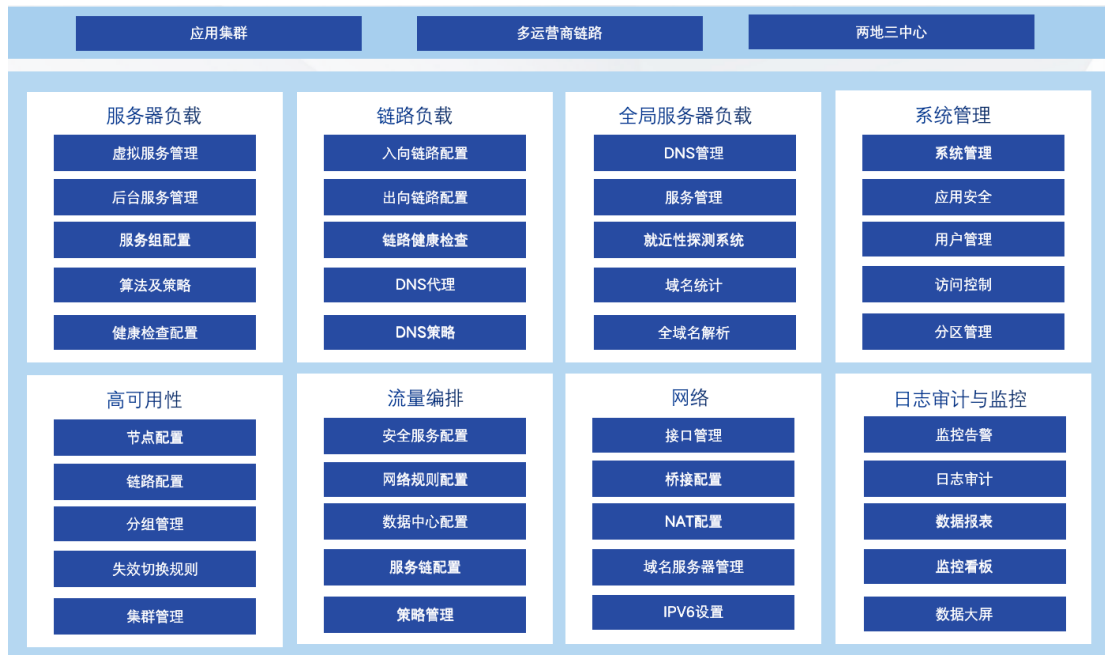 应用集群
多运营商链路
两地三中心
服务器负载
虚拟服务管理
后台服务管理
服务组配置
算法及策略
健康检查配置
链路负载
入向链路配置
出向链路配置
链路健康检查
DNS代理
DNS策略
全局服务器负载
DNS管理
服务管理
就近性探测系统
域名统计
全域名解析
系统管理
系统管理
应用安全
用户管理
访问控制
分区管理
高可用性
节点配置
链路配置
分组管理
失效切换规则
集群管理
流量编排
安全服务配置
网络规则配置
数据中心配置
服务链配置
策略管理
网络
接口管理
桥接配置
NAT配置
域名服务器管理
IPV6设置
日志审计与监控
监控告警
日志审计
数据报表
监控看板
数据大屏